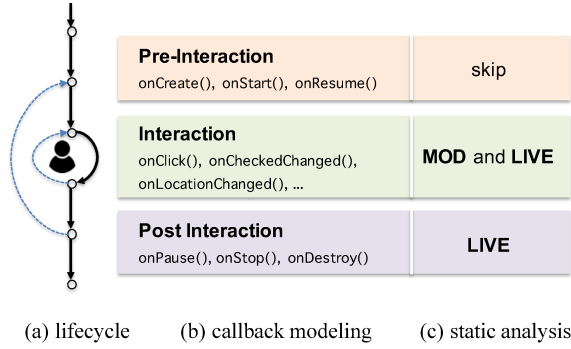 Pre-Interaction
onCreate(), onStart(), onResume()
skip
Interaction
onClick(), onCheckedChanged(),
onLocationChanged(), ...
MOD and LIVE
Post Interaction
onPause(), onStop(), onDestroy()
LIVE
(a) lifecycle
(b) callback modeling
(c) static analysis